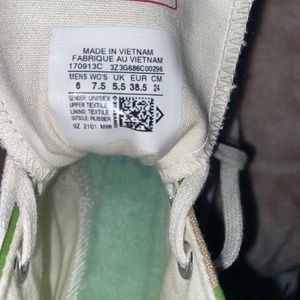 MADE IN VIETNAM
FABRIQUE AU VIETNAM
170913C 3Z3G686C00296
MENS WO'S UK EUR CM
6 7.5 5.5 38.5 24
GENDER: UNISEX
UPPER: TEXTILE
LINING: TEXTILE
OUTSOLE: RUBBER
9Z 2101 M86